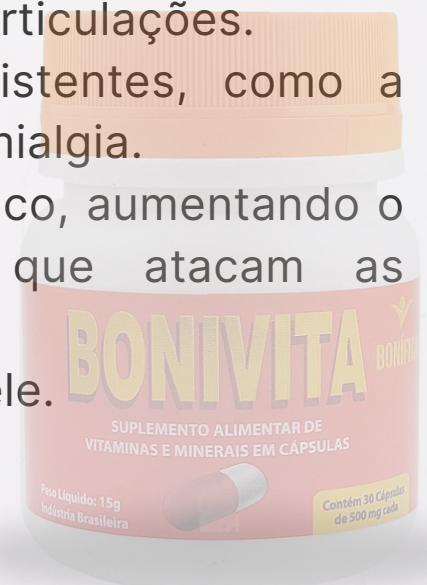 rticulações.
istentes, como a
nialgia.
co, aumentando o
que atacam as
ele.
BONIVITA
SUPLEMENTO ALIMENTAR DE
VITAMINAS E MINERAIS EM CÁPSULAS
Peso Líquido: 15g
Indústria Brasileira
Contém 30 Cápsulas
de 500 mg cada